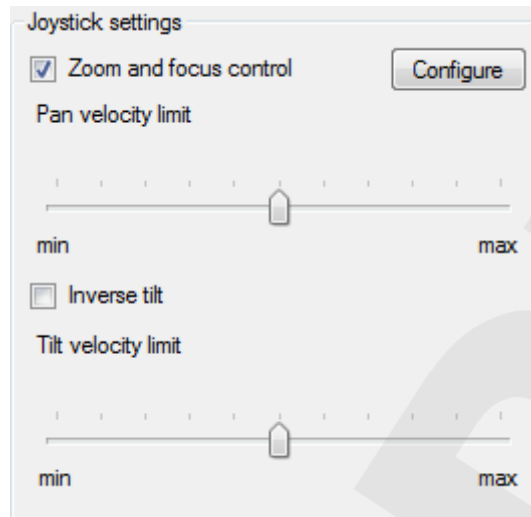 Joystick settings
Zoom and focus control Configure
Pan velocity limit
min max
Inverse tilt
Tilt velocity limit
min max